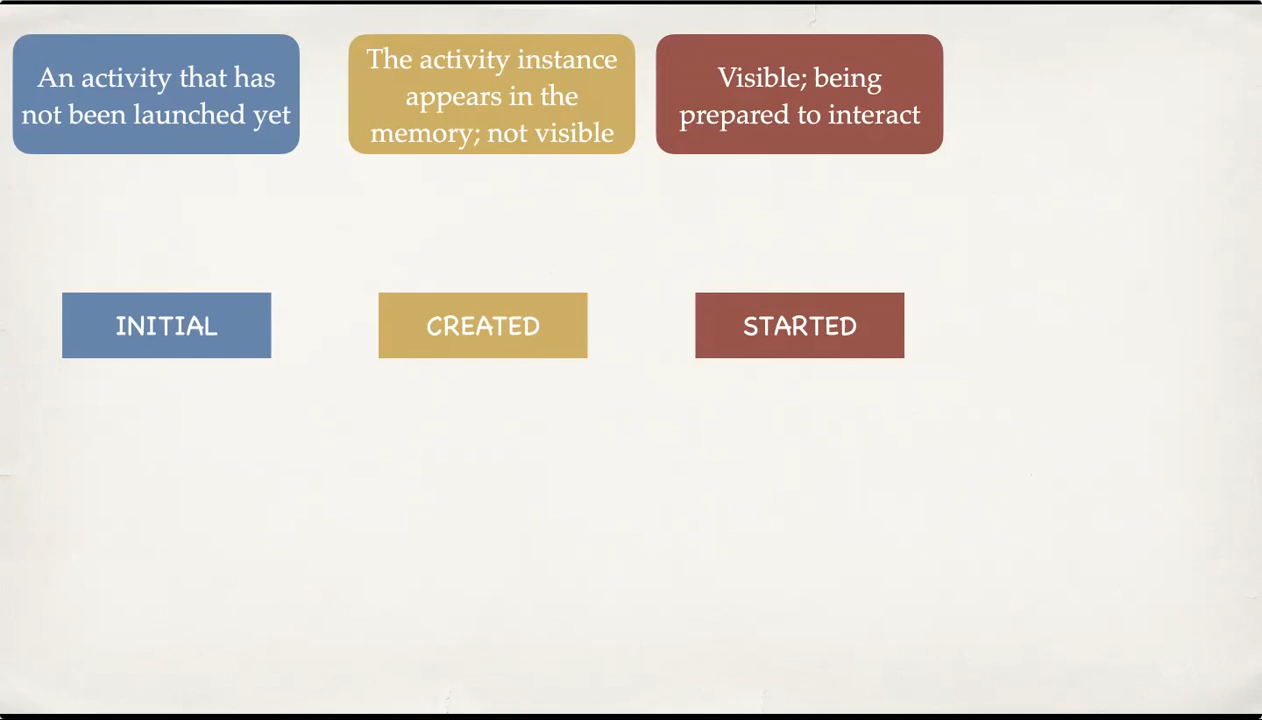 An activity that has
not been launched yet
The activity instance
appears in the
memory; not visible
Visible; being
prepared to interact
INITIAL
CREATED
STARTED